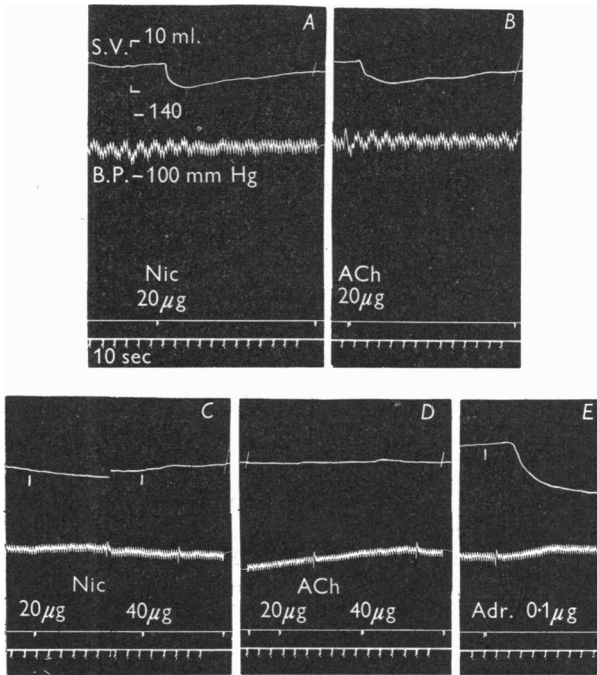 A
B
S.V. 10 ml.
140
B.P. 100 mm Hg
Nic
20µg
ACh
20µg
10 sec
C
D
E
Nic
20µg 40µg
ACh
20µg 40µg
Adr. 0·1µg